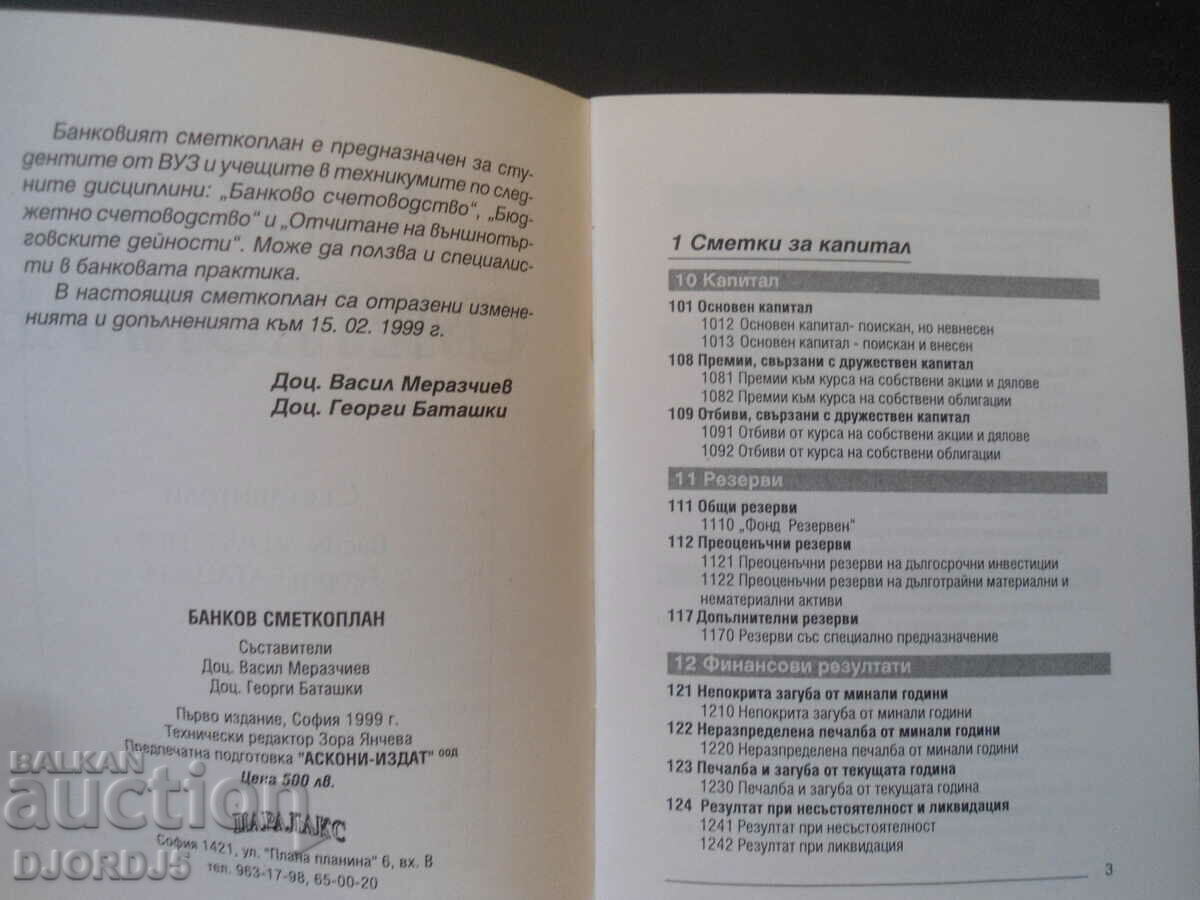 Банковият сметкоплан е предназначен за сту-
дентите от ВУЗ и учещите в техникумите по след-
ните дисциплини: „Банково счетоводство“, „Бюд-
жетно счетоводство“ и „Отчитане на външнотър-
говските дейности“. Може да ползва и специалис-
ти в банковата практика.
В настоящия сметкоплан са отразени измене-
нията и допълненията към 15. 02. 1999 г.
Доц. Васил Меразчиев
Доц. Георги Баташки
БАНКОВ СМЕТКОПЛАН
Съставители
Доц. Васил Меразчиев
Доц. Георги Баташки
Първо издание, София 1999 г.
Технически редактор Зора Янчева
Предпечатна подготовка "АСКОНИ-ИЗДАТ" ООД
Цена 500 лв.
ПАРАЛАКС
София 1421, ул. "Плана планина" 6, вх. В
тел. 963-17-98, 65-00-20
1 Сметки за капитал
10 Капитал
101 Основен капитал
1012 Основен капитал- поискан, но невнесен
1013 Основен капитал - поискан и внесен
108 Премии, свързани с дружествен капитал
1081 Премии към курса на собствени акции и дялове
1082 Премии към курса на собствени облигации
109 Отбиви, свързани с дружествен капитал
1091 Отбиви от курса на собствени акции и дялове
1092 Отбиви от курса на собствени облигации
11 Резерви
111 Общи резерви
1110 „Фонд Резервен“
112 Преоценъчни резерви
1121 Преоценъчни резерви на дългосрочни инвестиции
1122 Преоценъчни резерви на дълготрайни материални и
нематериални активи
117 Допълнителни резерви
1170 Резерви със специално предназначение
12 Финансови резултати
121 Непокрита загуба от минали години
1210 Непокрита загуба от минали години
122 Неразпределена печалба от минали години
1220 Неразпределена печалба от минали години
123 Печалба и загуба от текущата година
1230 Печалба и загуба от текущата година
124 Резултат при несъстоятелност и ликвидация
1241 Резултат при несъстоятелност
1242 Резултат при ликвидация
3
BALKAN
auction
DJORDJ5